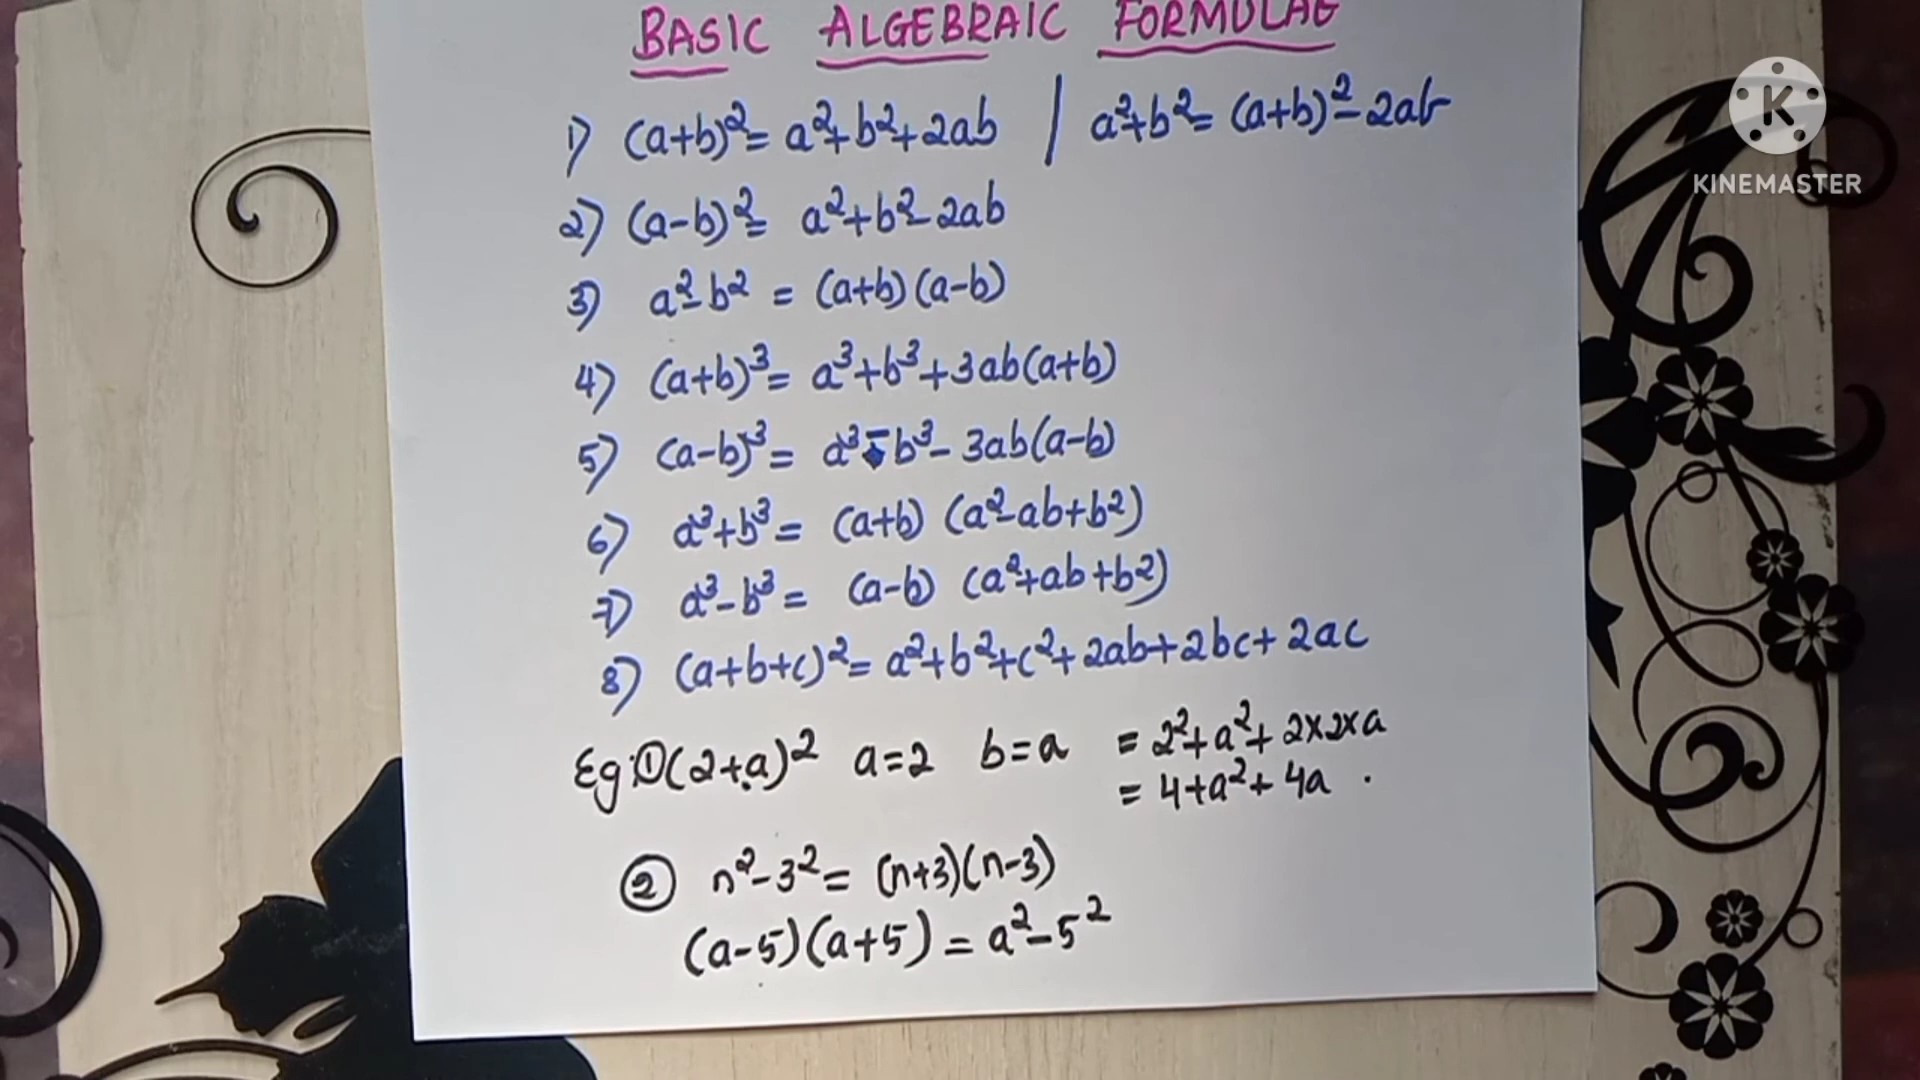 BASIC ALGEBRAIC FORMULAE
1) (a+b)²= a²+b²+2ab / a²+b²= (a+b)²-2ab
KINEMASTER
2) (a-b)²= a²+b²-2ab
3) a²-b² = (a+b)(a-b)
4) (a+b)³= a³+b³+3ab(a+b)
5) (a-b)³= a³-b³-3ab(a-b)
6) a³+b³= (a+b) (a²-ab+b²)
7) a³-b³= (a-b) (a²+ab+b²)
8) (a+b+c)²= a²+b²+c²+2ab+2bc+2ac
Eg:① (2+a)² a=2 b=a = 2²+a²+2×2×a
= 4+a²+4a .
② n²-3²= (n+3)(n-3)
(a-5)(a+5)=a²-5²